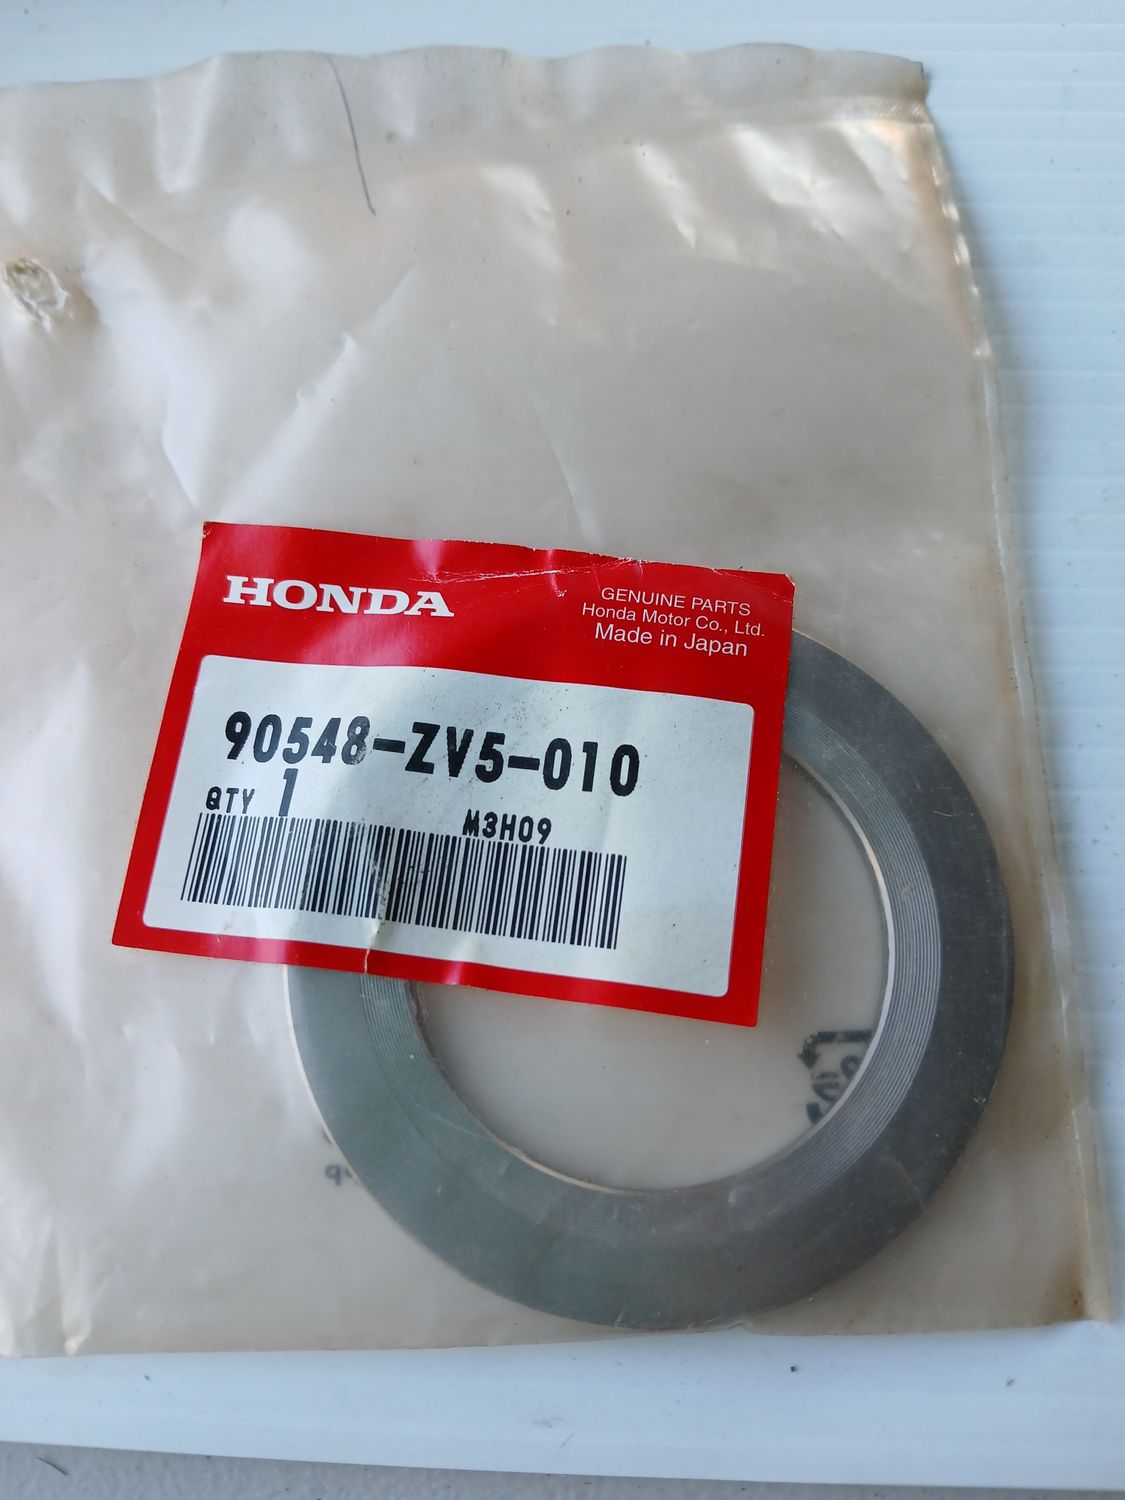 HONDA
GENUINE PARTS
Honda Motor Co., Ltd.
Made in Japan
90548-ZV5-010
QTY 1
M3H09